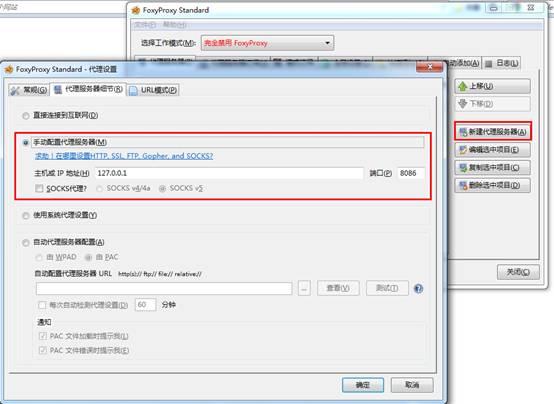 小网站
FoxyProxy Standard
文件(F) 帮助(H)
选择工作模式(M): 完全禁用 FoxyProxy
动添加(A) 日志(L)
上移(U)
下移(D)
新建代理服务器(A)
编辑选中项目(E)
复制选中项目(C)
删除选中项目(D)
关闭(C)
FoxyProxy Standard - 代理设置
常规(G) 代理服务器细节(R) URL模式(P)
直接连接到互联网(D)
手动配置代理服务器(M)
求助!在哪里设置HTTP, SSL, FTP, Gopher, and SOCKS?
主机或 IP 地址(H) 127.0.0.1 端口(P) 8086
SOCKS代理? SOCKS v4/4a SOCKS v5
使用系统代理设置(Y)
自动代理服务器配置(A)
由 WPAD 由 PAC
自动配置代理服务器 URL http(s):// ftp:// file:// relative://
... 查看(V) 测试(T)
每次自动检测代理设置(D) 60 分钟
通知
PAC 文件加载时提示我(L)
PAC 文件错误时提示我(E)
确定 取消